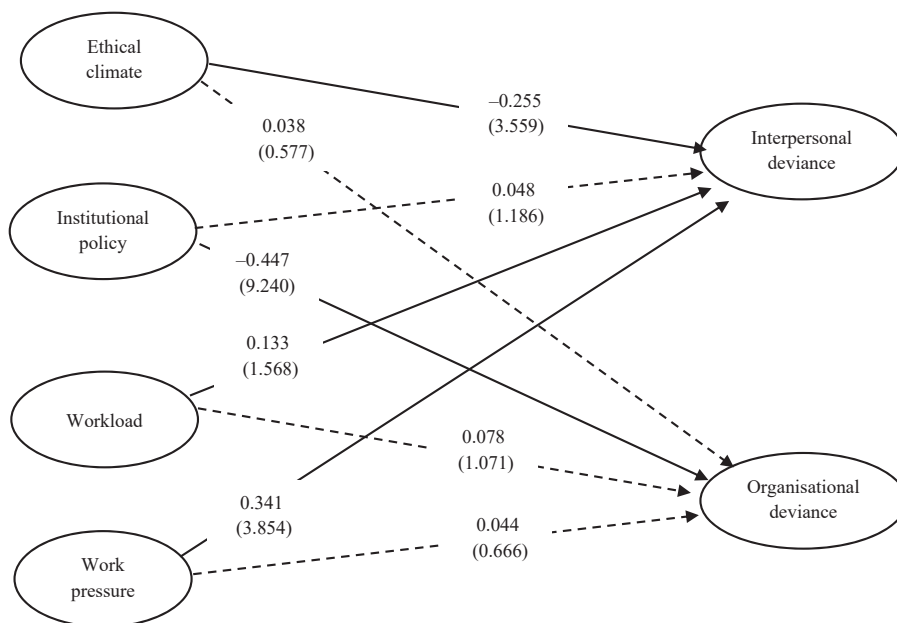 Ethical
climate
–0.255
(3.559)
0.038
(0.577)
Interpersonal
deviance
0.048
(1.186)
Institutional
policy
–0.447
(9.240)
0.133
(1.568)
Workload
0.078
(1.071)
Organisational
deviance
0.341
(3.854)
0.044
(0.666)
Work
pressure